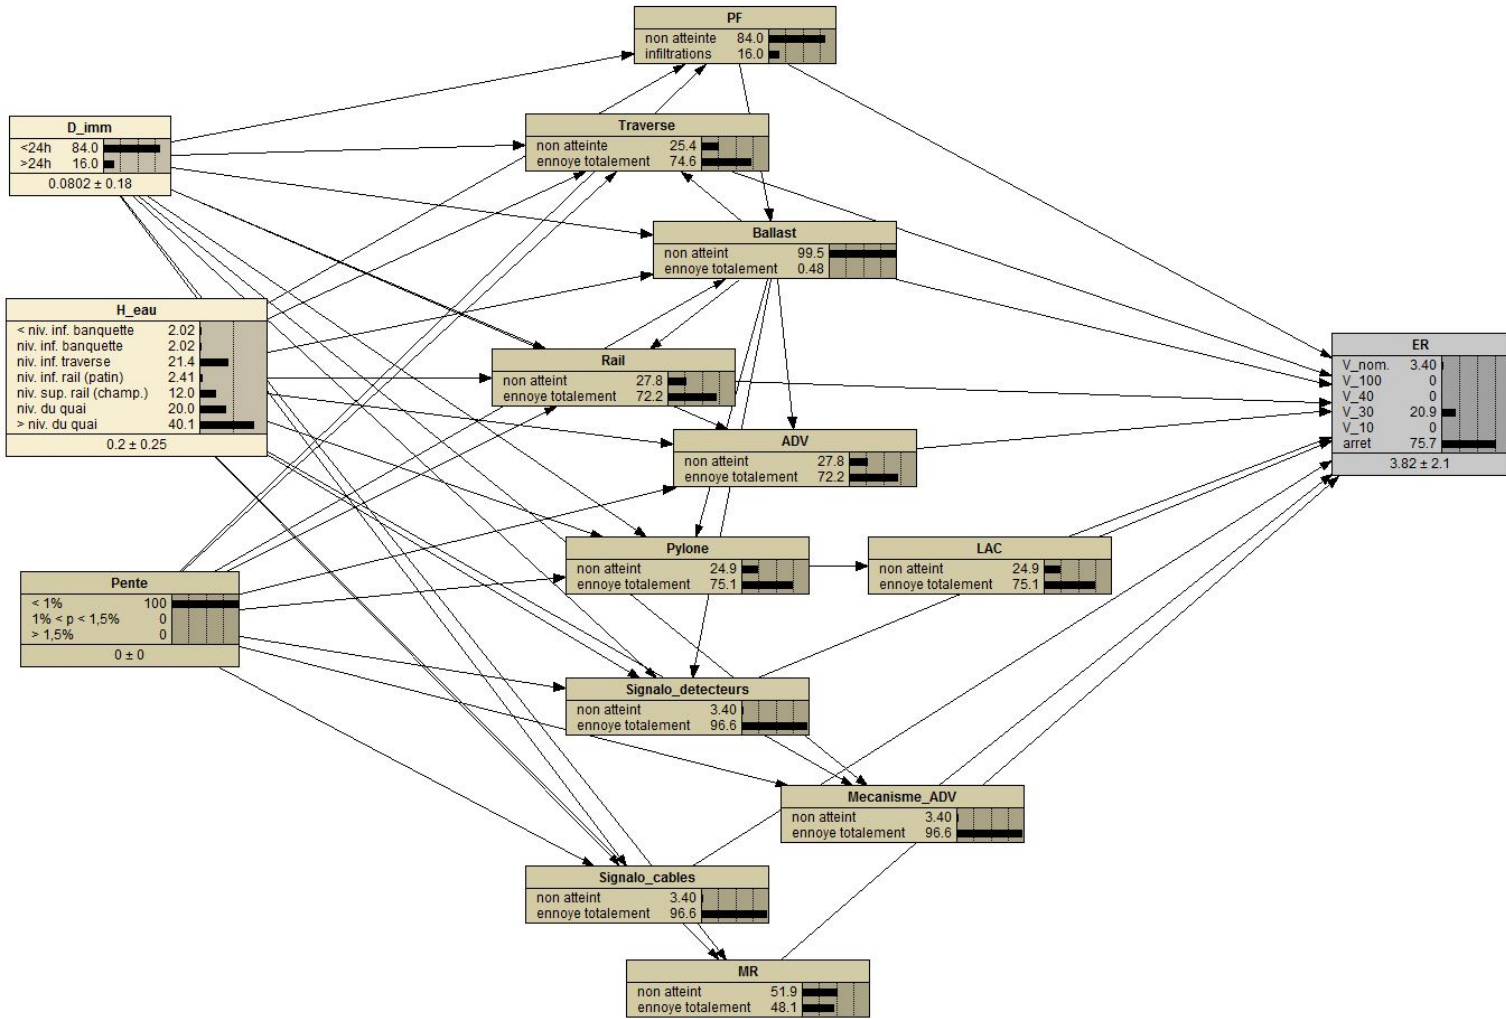 PF
non atteinte 84.0
infiltrations 16.0
D_imm
<24h 84.0
>24h 16.0
0.0802 ± 0.18
Traverse
non atteinte 25.4
ennoye totalement 74.6
Ballast
non atteint 99.5
ennoye totalement 0.48
H_eau
< niv. inf. banquette 2.02
niv. inf. banquette 2.02
niv. inf. traverse 21.4
niv. inf. rail (patin) 2.41
niv. sup. rail (champ.) 12.0
niv. du quai 20.0
> niv. du quai 40.1
0.2 ± 0.25
Rail
non atteint 27.8
ennoye totalement 72.2
ER
V_nom. 3.40
V_100 0
V_40 0
V_30 20.9
V_10 0
arret 75.7
3.82 ± 2.1
ADV
non atteint 27.8
ennoye totalement 72.2
Pylone
non atteint 24.9
ennoye totalement 75.1
LAC
non atteint 24.9
ennoye totalement 75.1
Pente
< 1% 100
1% < p < 1,5% 0
> 1,5% 0
0 ± 0
Signalo_detecteurs
non atteint 3.40
ennoye totalement 96.6
Mecanisme_ADV
non atteint 3.40
ennoye totalement 96.6
Signalo_cables
non atteint 3.40
ennoye totalement 96.6
MR
non atteint 51.9
ennoye totalement 48.1